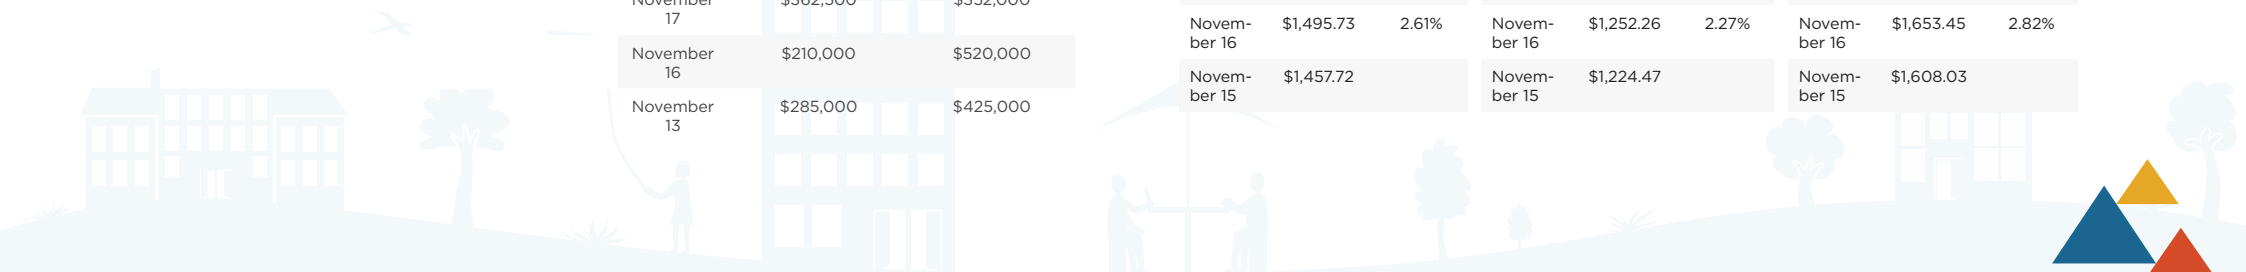 17
November $210,000 $520,000
16
November $285,000 $425,000
13
Novem- $1,495.73 2.61%
ber 16
Novem- $1,457.72
ber 15
Novem- $1,252.26 2.27%
ber 16
Novem- $1,224.47
ber 15
Novem- $1,653.45 2.82%
ber 16
Novem- $1,608.03
ber 15